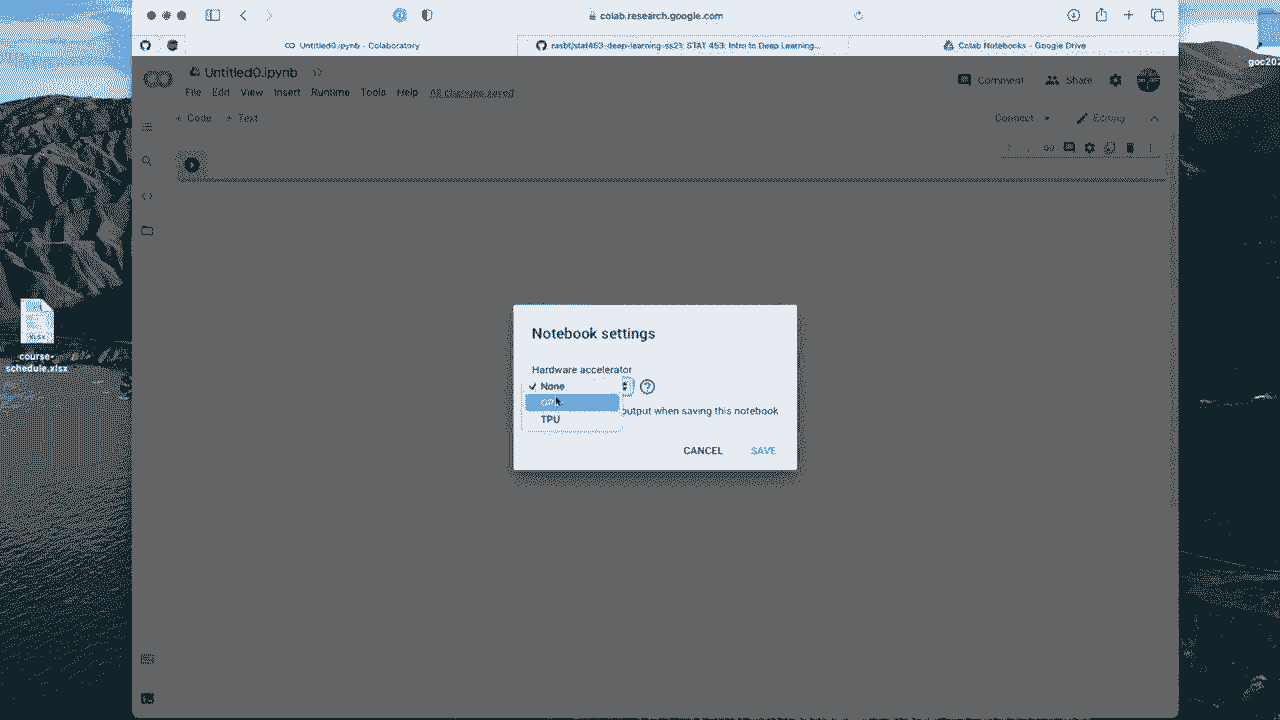 colab.research.google.com
Untitled0.ipynb - Colaboratory
rasbt/stat453-deep-learning-ss21: STAT 453: Intro to Deep Learning...
Colab Notebooks - Google Drive
Untitled0.ipynb
Comment
Share
File Edit View Insert Runtime Tools Help All changes saved
+ Code + Text
Connect
Editing
Notebook settings
Hardware accelerator
None
TPU
output when saving this notebook
CANCEL SAVE
XLSX
course-
schedule.xlsx